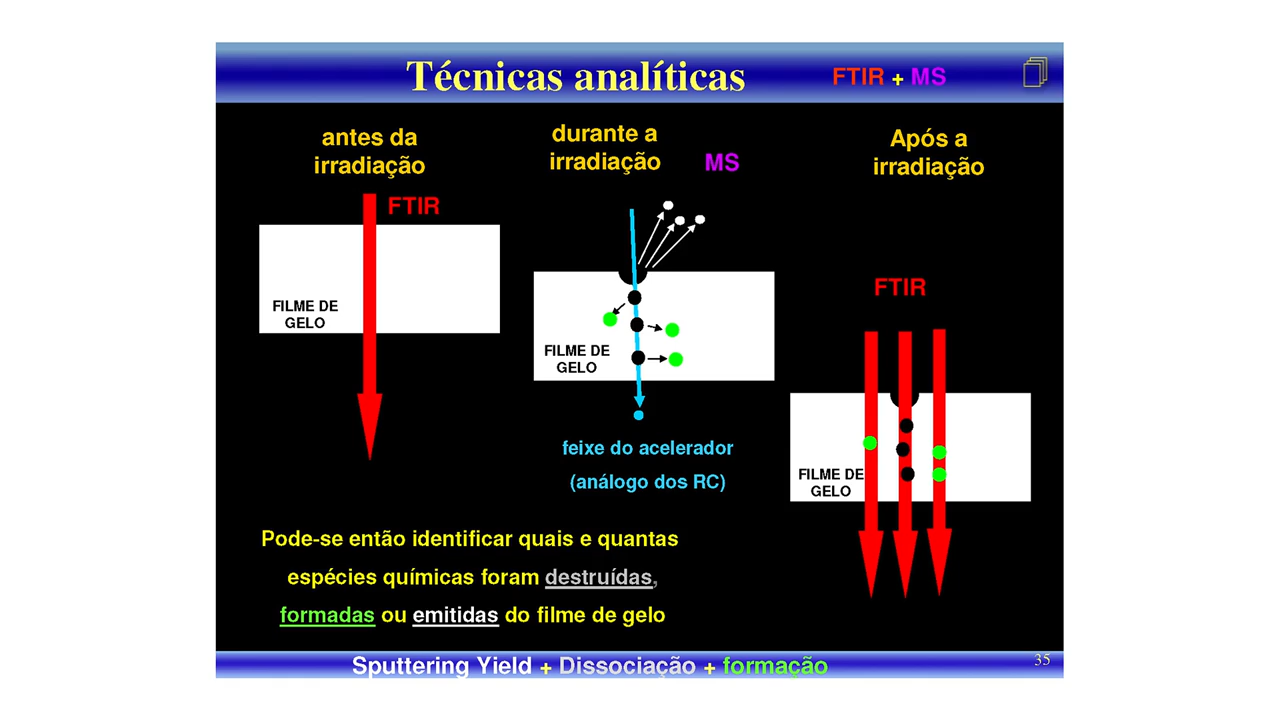 Técnicas analíticas
FTIR + MS
antes da
irradiação
FTIR
FILME DE
GELO
durante a
irradiação
MS
FILME DE
GELO
feixe do acelerador
(análogo dos RC)
Após a
irradiação
FTIR
FILME DE
GELO
Pode-se então identificar quais e quantas
espécies químicas foram destruídas,
formadas ou emitidas do filme de gelo
Sputtering Yield + Dissociação + formação
35